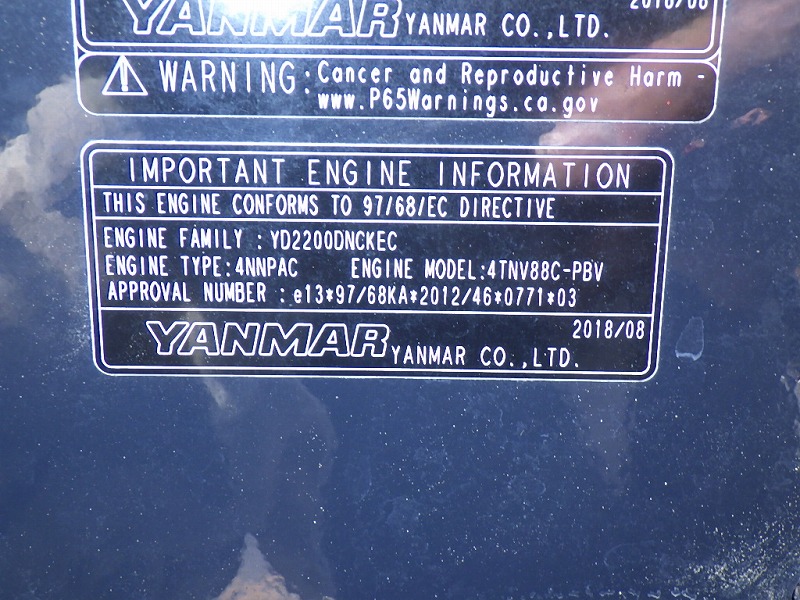 YANMAR YANMAR CO.,LTD. 2018/08
WARNING: Cancer and Reproductive Harm -
www.P65Warnings.ca.gov
IMPORTANT ENGINE INFORMATION
THIS ENGINE CONFORMS TO 97/68/EC DIRECTIVE
ENGINE FAMILY : YD2200DNCKEC
ENGINE TYPE:4NNPAC ENGINE MODEL:4TNV88C-PBV
APPROVAL NUMBER : e13*97/68KA*2012/46*0771*03
YANMAR YANMAR CO.,LTD. 2018/08